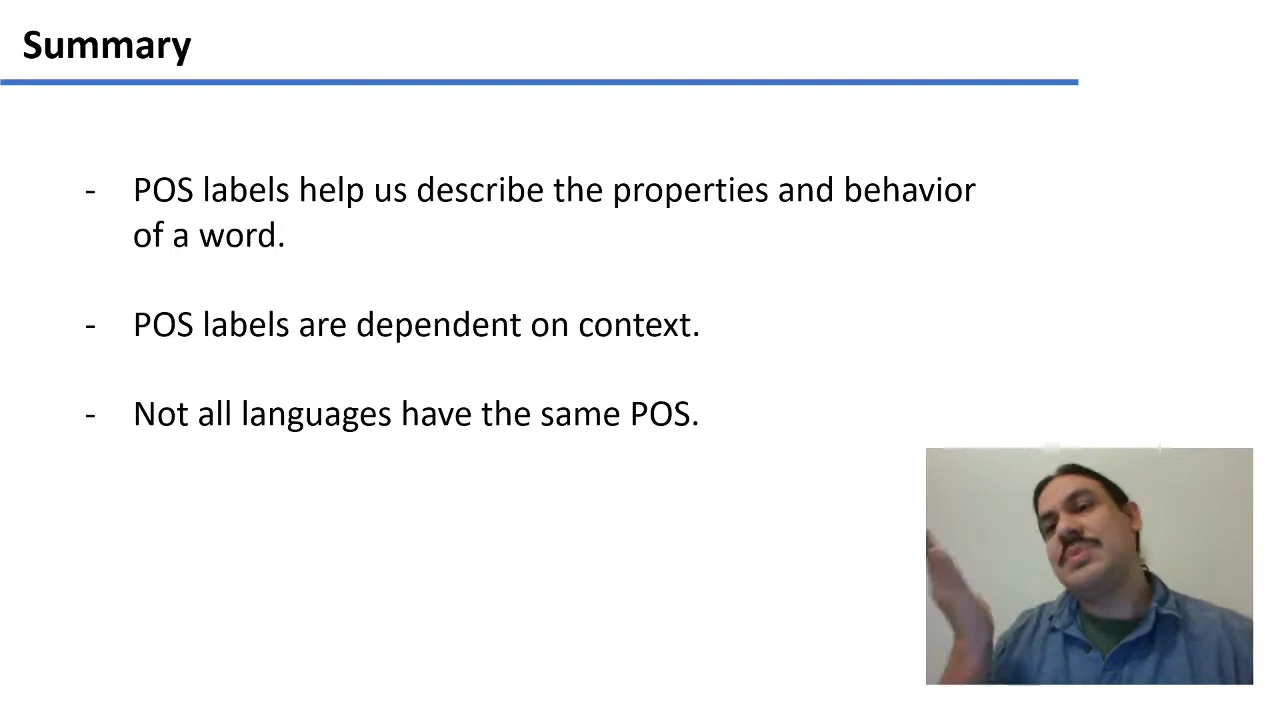 Summary
- POS labels help us describe the properties and behavior
of a word.
- POS labels are dependent on context.
- Not all languages have the same POS.